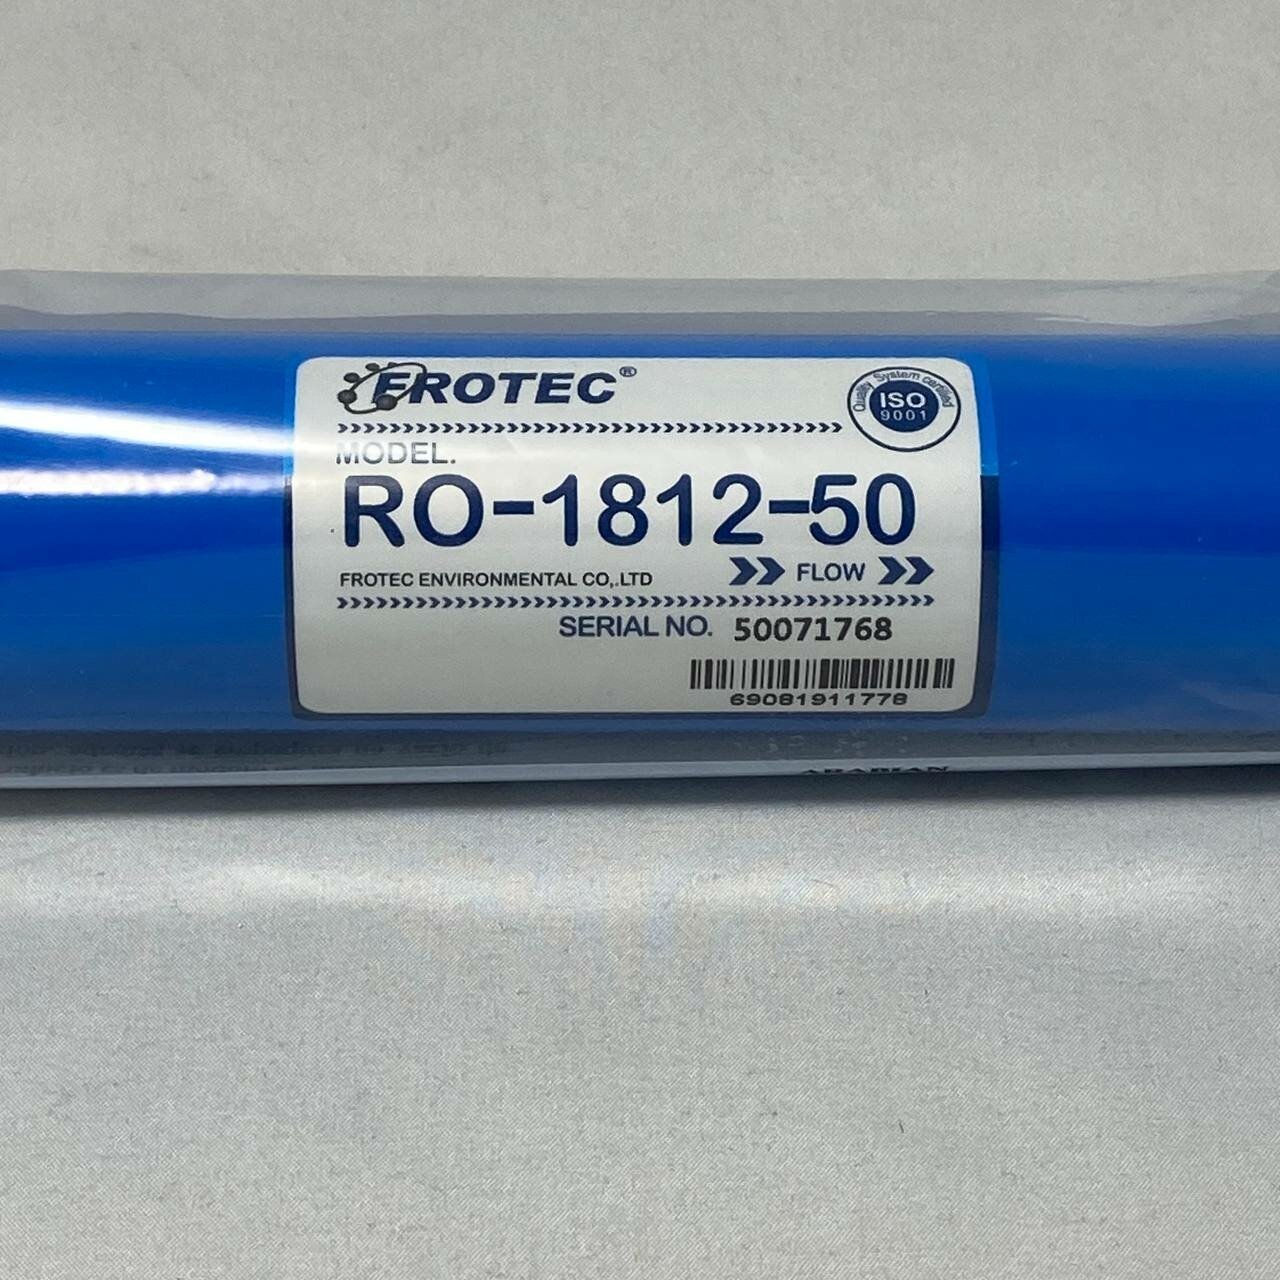 FROTEC®
Quality System certified
ISO
9001
MODEL.
RO-1812-50
FROTEC ENVIRONMENTAL CO,.LTD
FLOW
SERIAL NO. 50071768
69081911778
ARABIAN